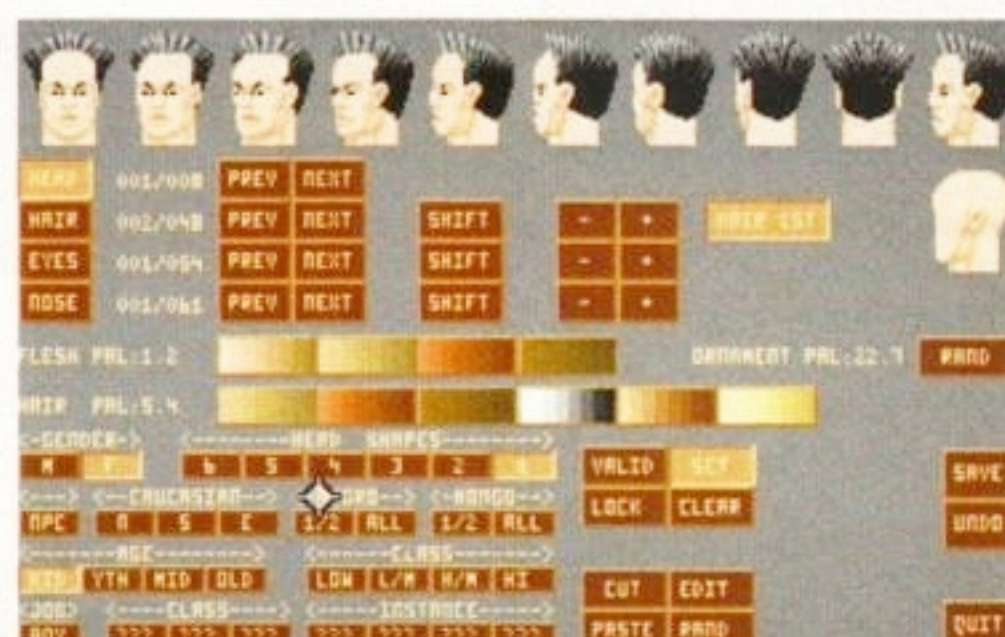 HEAD 001/008 PREV NEXT
HAIR 002/048 PREV NEXT SHIFT - + HAIR LST
EYES 001/054 PREV NEXT SHIFT - +
NOSE 001/061 PREV NEXT SHIFT - +
FLESH PAL:1.2 ORNAMENT PAL:22.7 RAND
HAIR PAL:5.4
<-GENDER-> <--------HEAD SHAPES-------->
M F 6 5 4 3 2 VALID SET SAVE
<---> <--CAUCASIAN--> GRO--> <-MONGO-->
NPC N S E 1/2 ALL 1/2 ALL LOCK CLEAR UNDO
<------AGE------> <------CLASS------>
KID YTH MID OLD LOW L/M H/M HI CUT EDIT
<JOB> <---CLASS---> <----INSTANCE---->
??? ??? ??? ??? ??? ??? ??? PASTE RAND QUIT